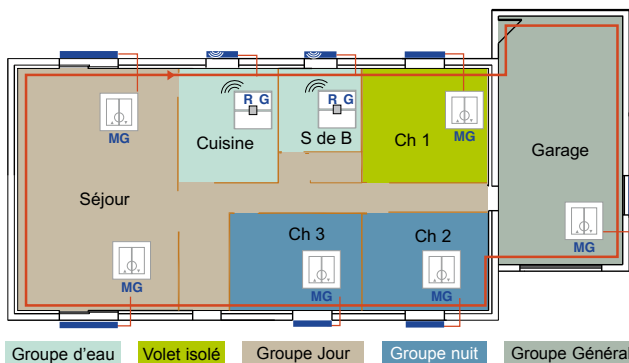 MG
R G
R G
MG
Cuisine
S de B
Ch 1
Garage
Séjour
MG
Ch 3
Ch 2
MG
MG
MG
Groupe d'eau
Volet isolé
Groupe Jour
Groupe nuit
Groupe Général